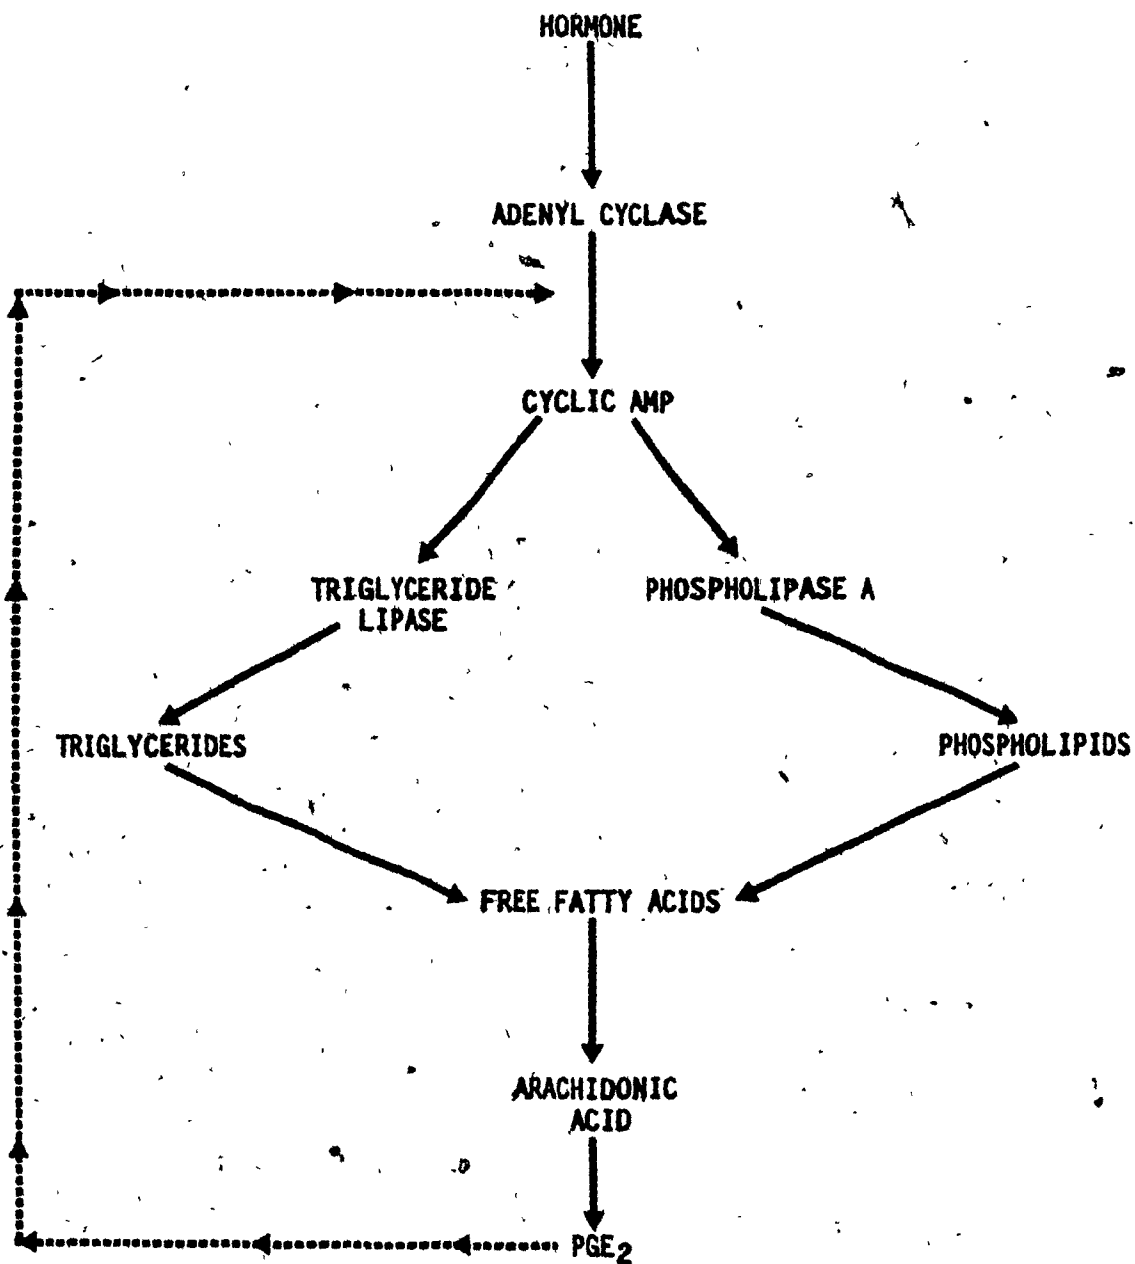 HORMONE
ADENYL CYCLASE
CYCLIC AMP
TRIGLYCERIDE
LIPASE
PHOSPHOLIPASE A
TRIGLYCERIDES
PHOSPHOLIPIDS
FREE FATTY ACIDS
ARACHIDONIC
ACID
PGE₂